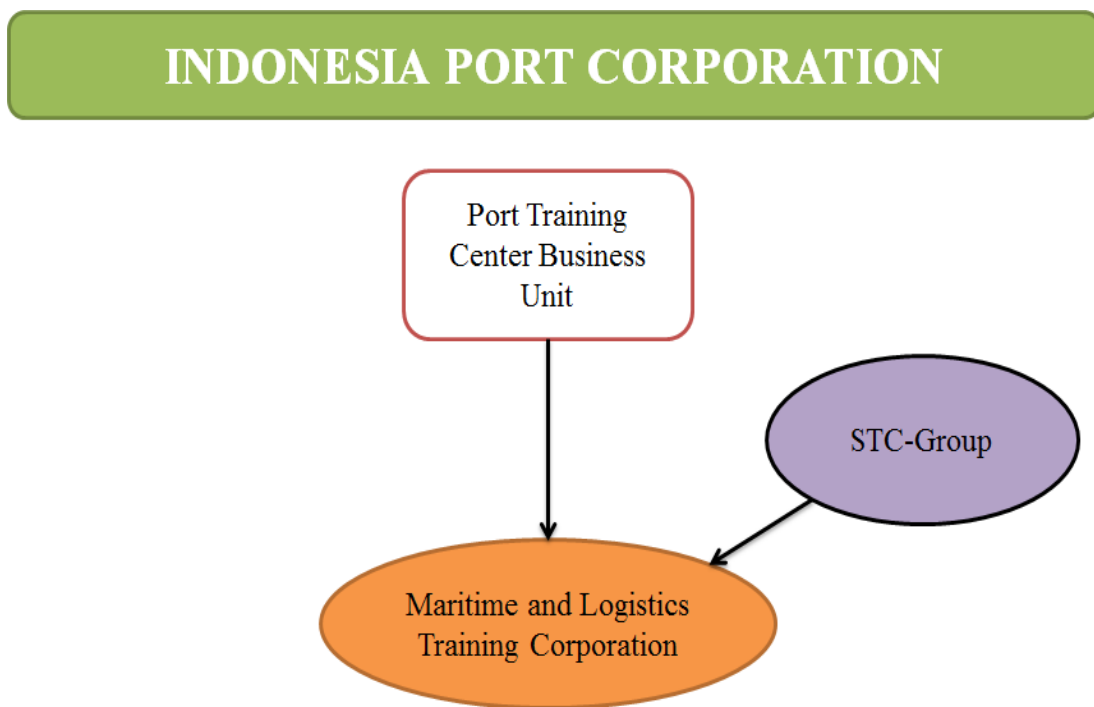 INDONESIA PORT CORPORATION
Port Training
Center Business
Unit
STC-Group
Maritime and Logistics
Training Corporation